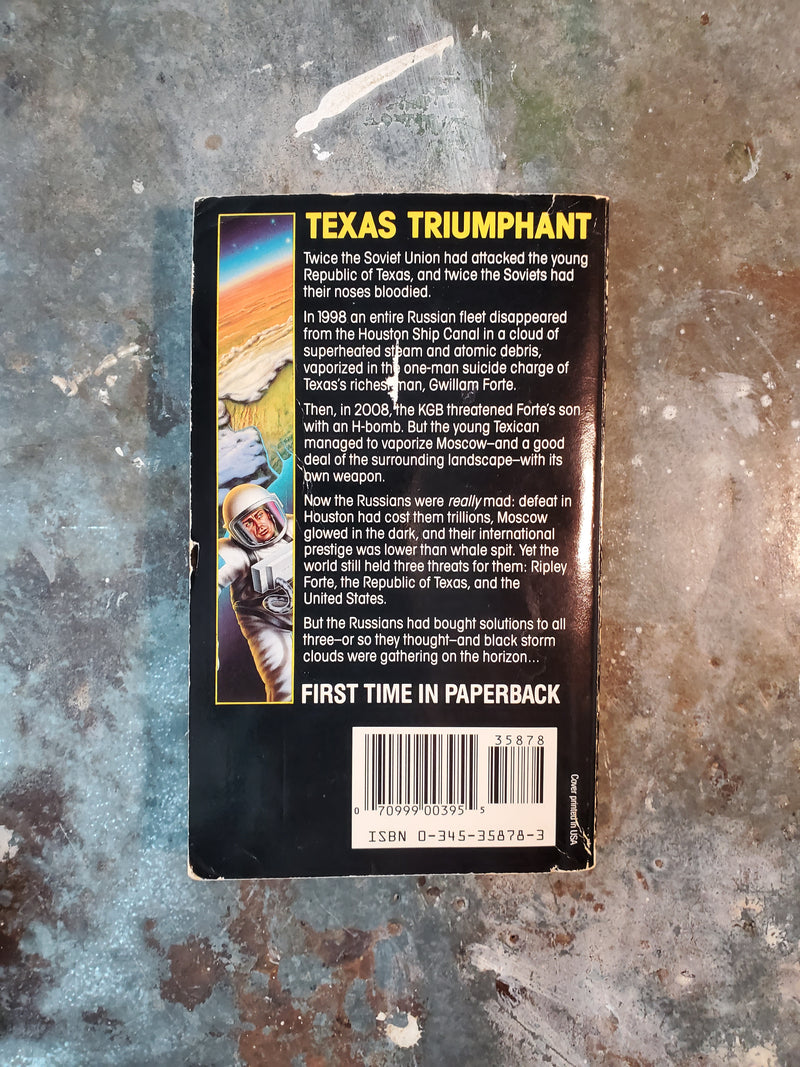 TEXAS TRIUMPHANT
Twice the Soviet Union had attacked the young
Republic of Texas, and twice the Soviets had
their noses bloodied.
In 1998 an entire Russian fleet disappeared
from the Houston Ship Canal in a cloud of
superheated steam and atomic debris,
vaporized in the one-man suicide charge of
Texas's richest man, Gwillam Forte.
Then, in 2008, the KGB threatened Forte's son
with an H-bomb. But the young Texican
managed to vaporize Moscow—and a good
deal of the surrounding landscape—with its
own weapon.
Now the Russians were really mad: defeat in
Houston had cost them trillions, Moscow
glowed in the dark, and their international
prestige was lower than whale spit. Yet the
world still held three threats for them: Ripley
Forte, the Republic of Texas, and the
United States.
But the Russians had bought solutions to all
three—or so they thought—and black storm
clouds were gathering on the horizon...
FIRST TIME IN PAPERBACK
35878
0 70999 00395 5
ISBN 0-345-35878-3
Cover printed in USA